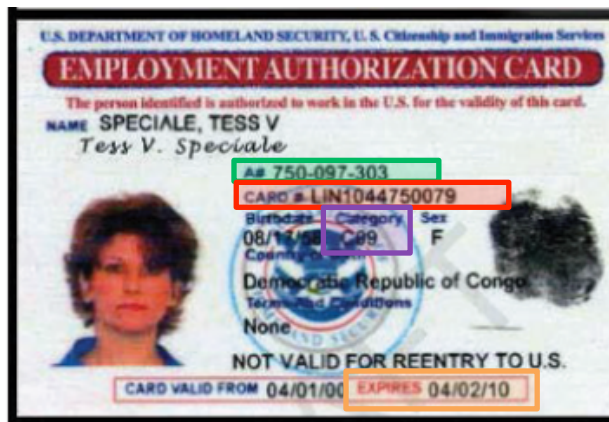 U.S. DEPARTMENT OF HOMELAND SECURITY, U. S. Citizenship and Immigration Services
EMPLOYMENT AUTHORIZATION CARD
The person identified is authorized to work in the U.S. for the validity of this card.
NAME SPECIALE, TESS V
Tess V. Speciale
A# 750-097-303
CARD # LIN1044750079
Birthdate Category Sex
C09 F
Country of
Democratic Republic of Congo
Terms and Conditions
None
NOT VALID FOR REENTRY TO U.S.
CARD VALID FROM 04/01/00 EXPIRES 04/02/10